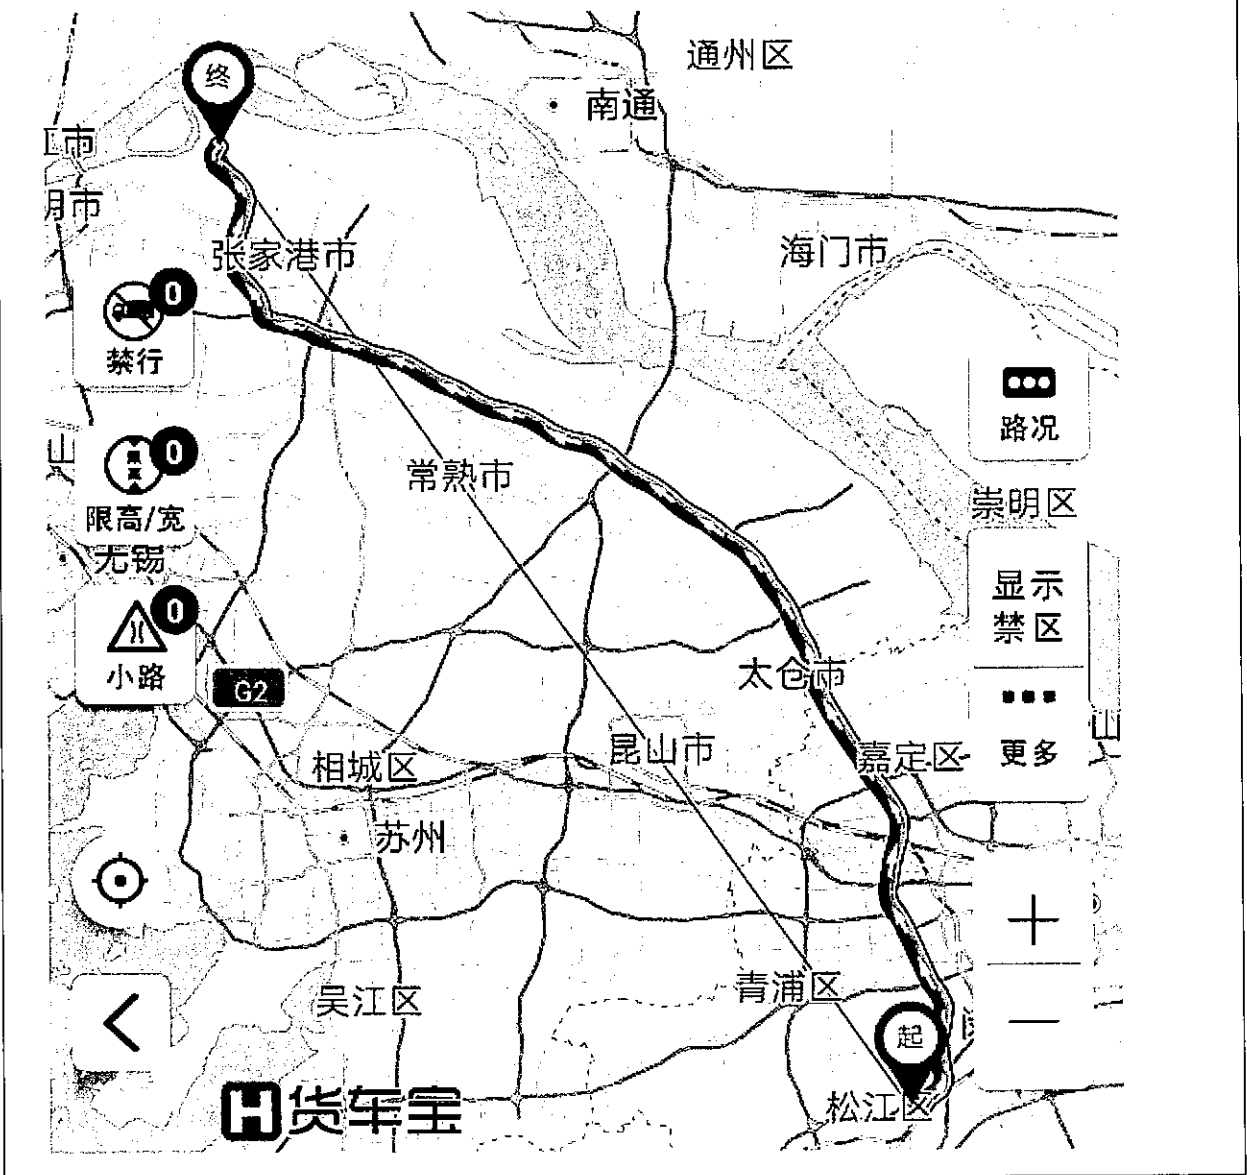 通州区
终
南通
江市
明市
张家港市
海门市
0
禁行
路况
0
限高/宽
常熟市
崇明区
无锡
显示
禁区
0
小路
G2
太仓市
更多
山
相城区
昆山市
嘉定区
苏州
青浦区
吴江区
起
松江区
H货车宝